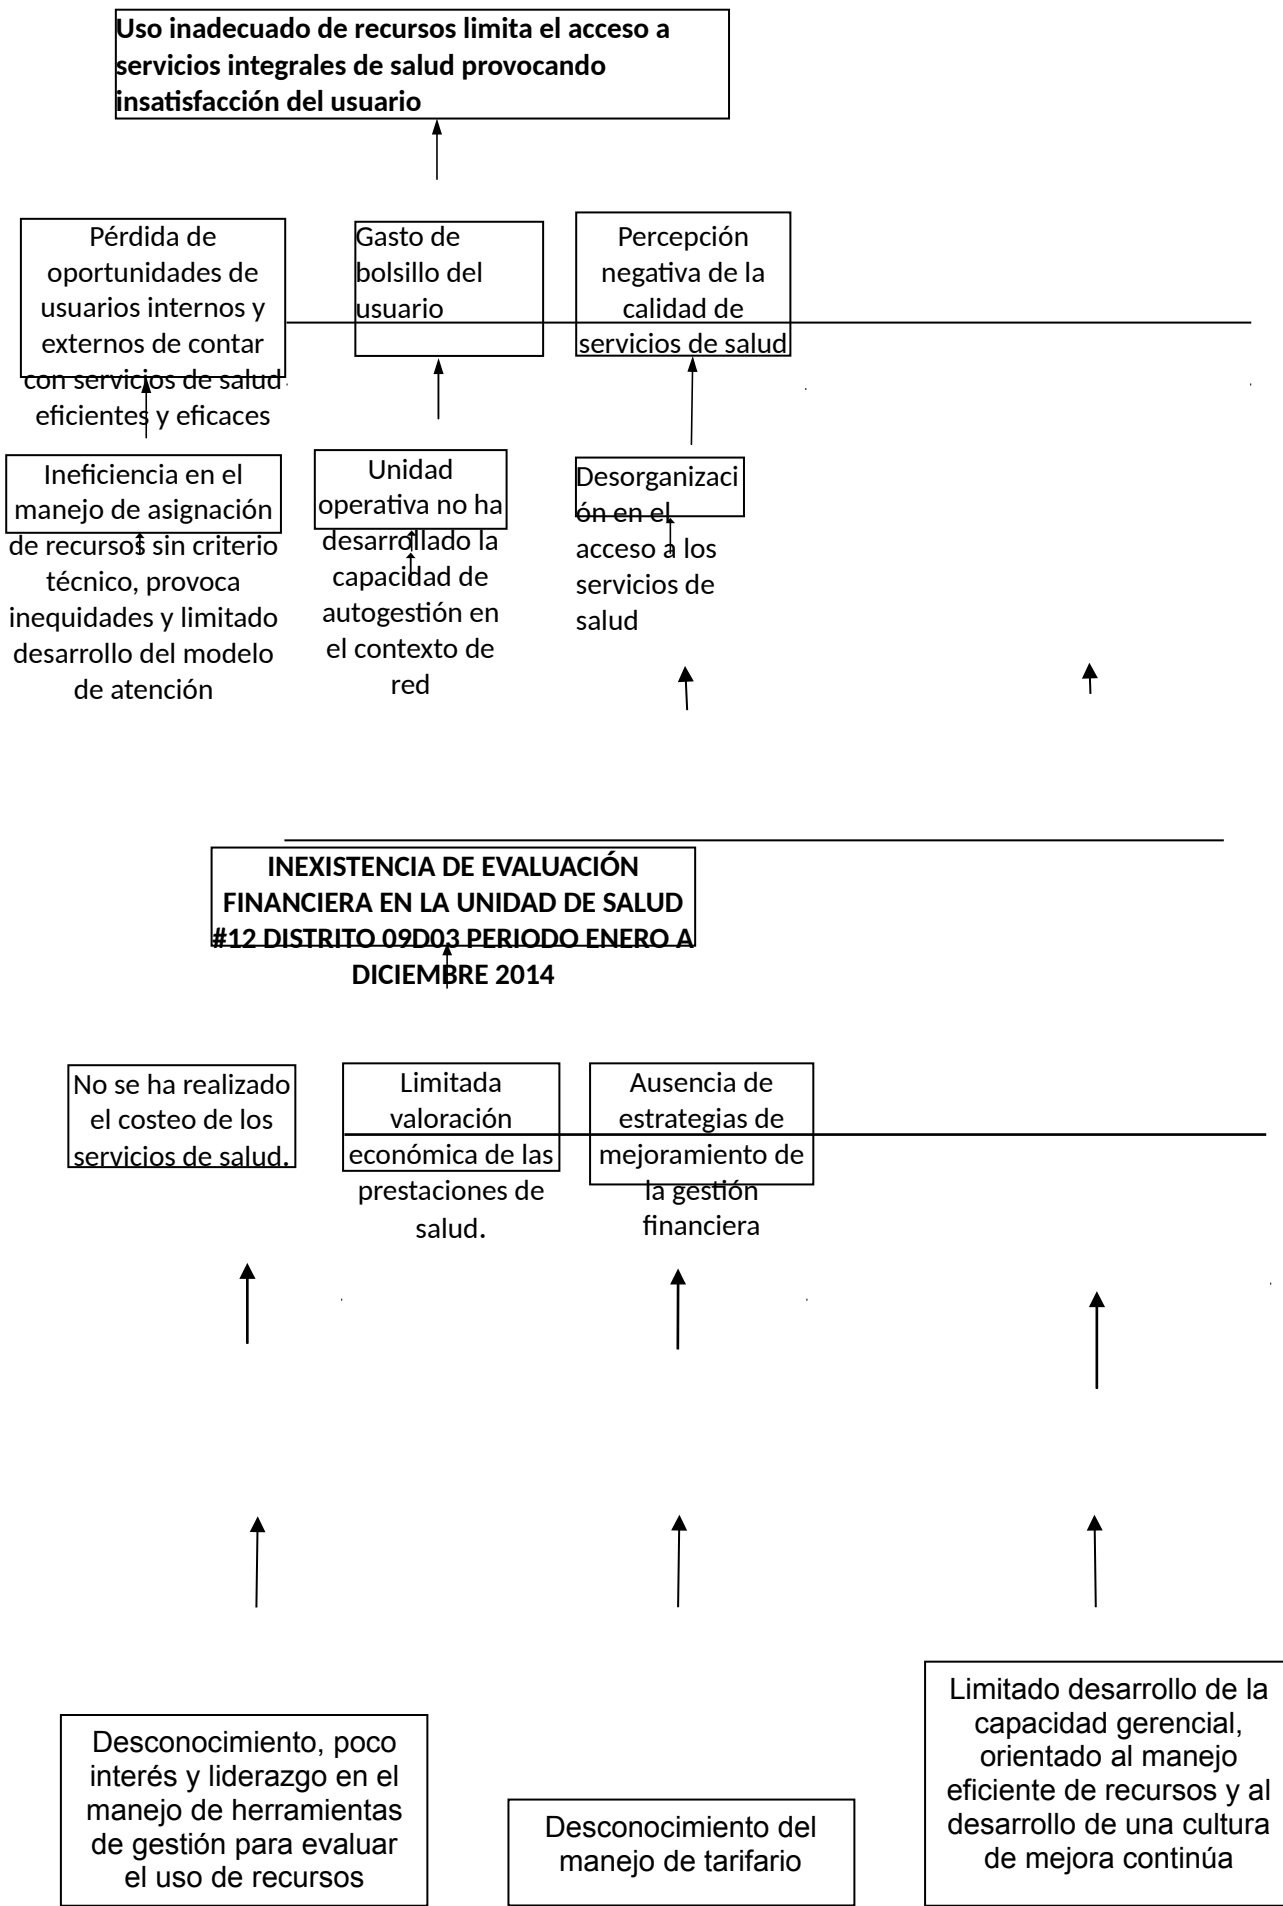 Uso inadecuado de recursos limita el acceso a
servicios integrales de salud provocando
insatisfacción del usuario
Pérdida de
oportunidades de
usuarios internos y
externos de contar
con servicios de salud
eficientes y eficaces
Gasto de
bolsillo del
usuario
Percepción
negativa de la
calidad de
servicios de salud
Ineficiencia en el
manejo de asignación
de recursos sin criterio
técnico, provoca
inequidades y limitado
desarrollo del modelo
de atención
Unidad
operativa no ha
desarrollado la
capacidad de
autogestión en
el contexto de
red
Desorganizaci
ón en el
acceso a los
servicios de
salud
INEXISTENCIA DE EVALUACIÓN
FINANCIERA EN LA UNIDAD DE SALUD
#12 DISTRITO 09D03 PERIODO ENERO A
DICIEMBRE 2014
No se ha realizado
el costeo de los
servicios de salud.
Limitada
valoración
económica de las
prestaciones de
salud.
Ausencia de
estrategias de
mejoramiento de
la gestión
financiera
Desconocimiento, poco
interés y liderazgo en el
manejo de herramientas
de gestión para evaluar
el uso de recursos
Desconocimiento del
manejo de tarifario
Limitado desarrollo de la
capacidad gerencial,
orientado al manejo
eficiente de recursos y al
desarrollo de una cultura
de mejora continúa